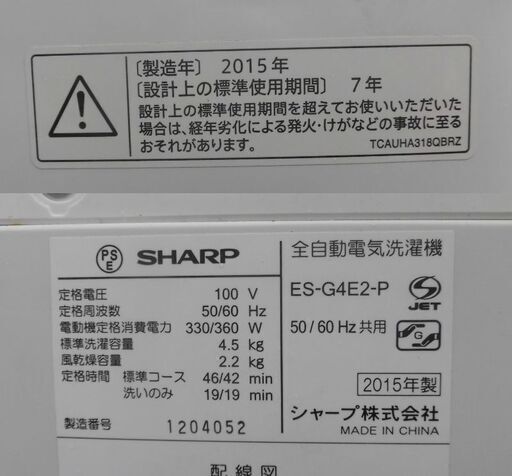 〔製造年〕 2015年
〔設計上の標準使用期間〕 7年
設計上の標準使用期間を超えてお使いいただいた
場合は、経年劣化による発火・けがなどの事故に至る
おそれがあります。
TCAUHA318QBRZ
PS
E
SHARP
定格電圧 100 V
定格周波数 50/60 Hz
電動機定格消費電力 330/360 W
標準洗濯容量 4.5 kg
風乾燥容量 2.2 kg
定格時間 標準コース 46/42 min
洗いのみ 19/19 min
製造番号 1204052
全自動電気洗濯機
ES-G4E2-P
S
JET
50/60 Hz共用
G
2015年製
シャープ株式会社
MADE IN CHINA
配線図